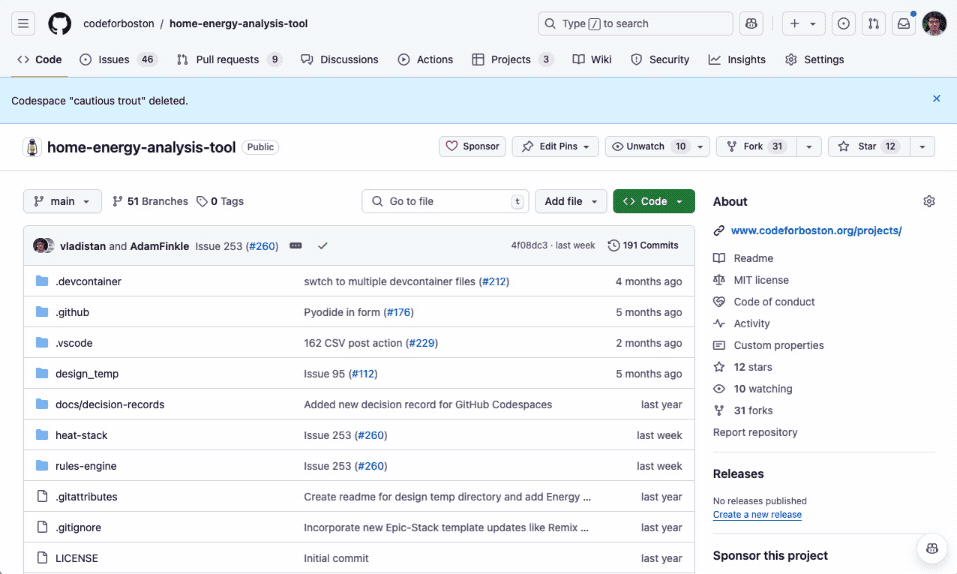 codeforboston / home-energy-analysis-tool
Type / to search
Code Issues 46 Pull requests 9 Discussions Actions Projects 3 Wiki Security Insights Settings
Codespace "cautious trout" deleted.
home-energy-analysis-tool Public
Sponsor Edit Pins Unwatch 10 Fork 31 Star 12
main 51 Branches 0 Tags Go to file t Add file Code
vladistan and AdamFinkle Issue 253 (#260) 4f08dc3 · last week 191 Commits
.devcontainer swtch to multiple devcontainer files (#212) 4 months ago
.github Pyodide in form (#176) 5 months ago
.vscode 162 CSV post action (#229) 2 months ago
design_temp Issue 95 (#112) 5 months ago
docs/decision-records Added new decision record for GitHub Codespaces last year
heat-stack Issue 253 (#260) last week
rules-engine Issue 253 (#260) last week
.gitattributes Create readme for design temp directory and add Energy ... last year
.gitignore Incorporate new Epic-Stack template updates like Remix ... last year
LICENSE Initial commit last year
About
www.codeforboston.org/projects/
Readme
MIT license
Code of conduct
Activity
Custom properties
12 stars
10 watching
31 forks
Report repository
Releases
No releases published
Create a new release
Sponsor this project